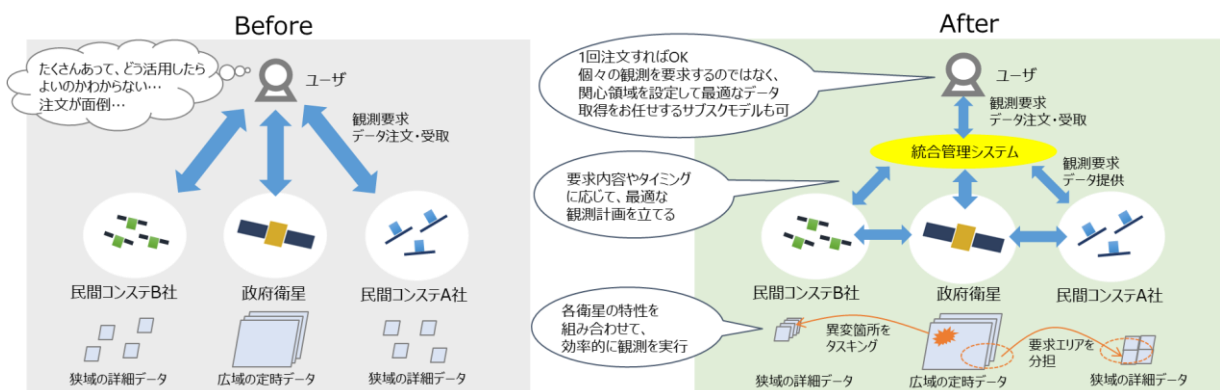 Before
たくさんあって、どう活用したら
よいのかわからない…
注文が面倒…
ユーザ
観測要求
データ注文・受取
民間コンステB社
政府衛星
民間コンステA社
狭域の詳細データ
広域の定時データ
狭域の詳細データ
After
1回注文すればOK
個々の観測を要求するのではなく、
関心領域を設定して最適なデータ
取得をお任せするサブスクモデルも可
ユーザ
観測要求
データ注文・受取
統合管理システム
観測要求
データ提供
要求内容やタイミング
に応じて、最適な
観測計画を立てる
民間コンステB社
政府衛星
民間コンステA社
各衛星の特性を
組み合わせて、
効率的に観測を実行
異変箇所を
タスキング
要求エリアを
分担
狭域の詳細データ
広域の定時データ
狭域の詳細データ